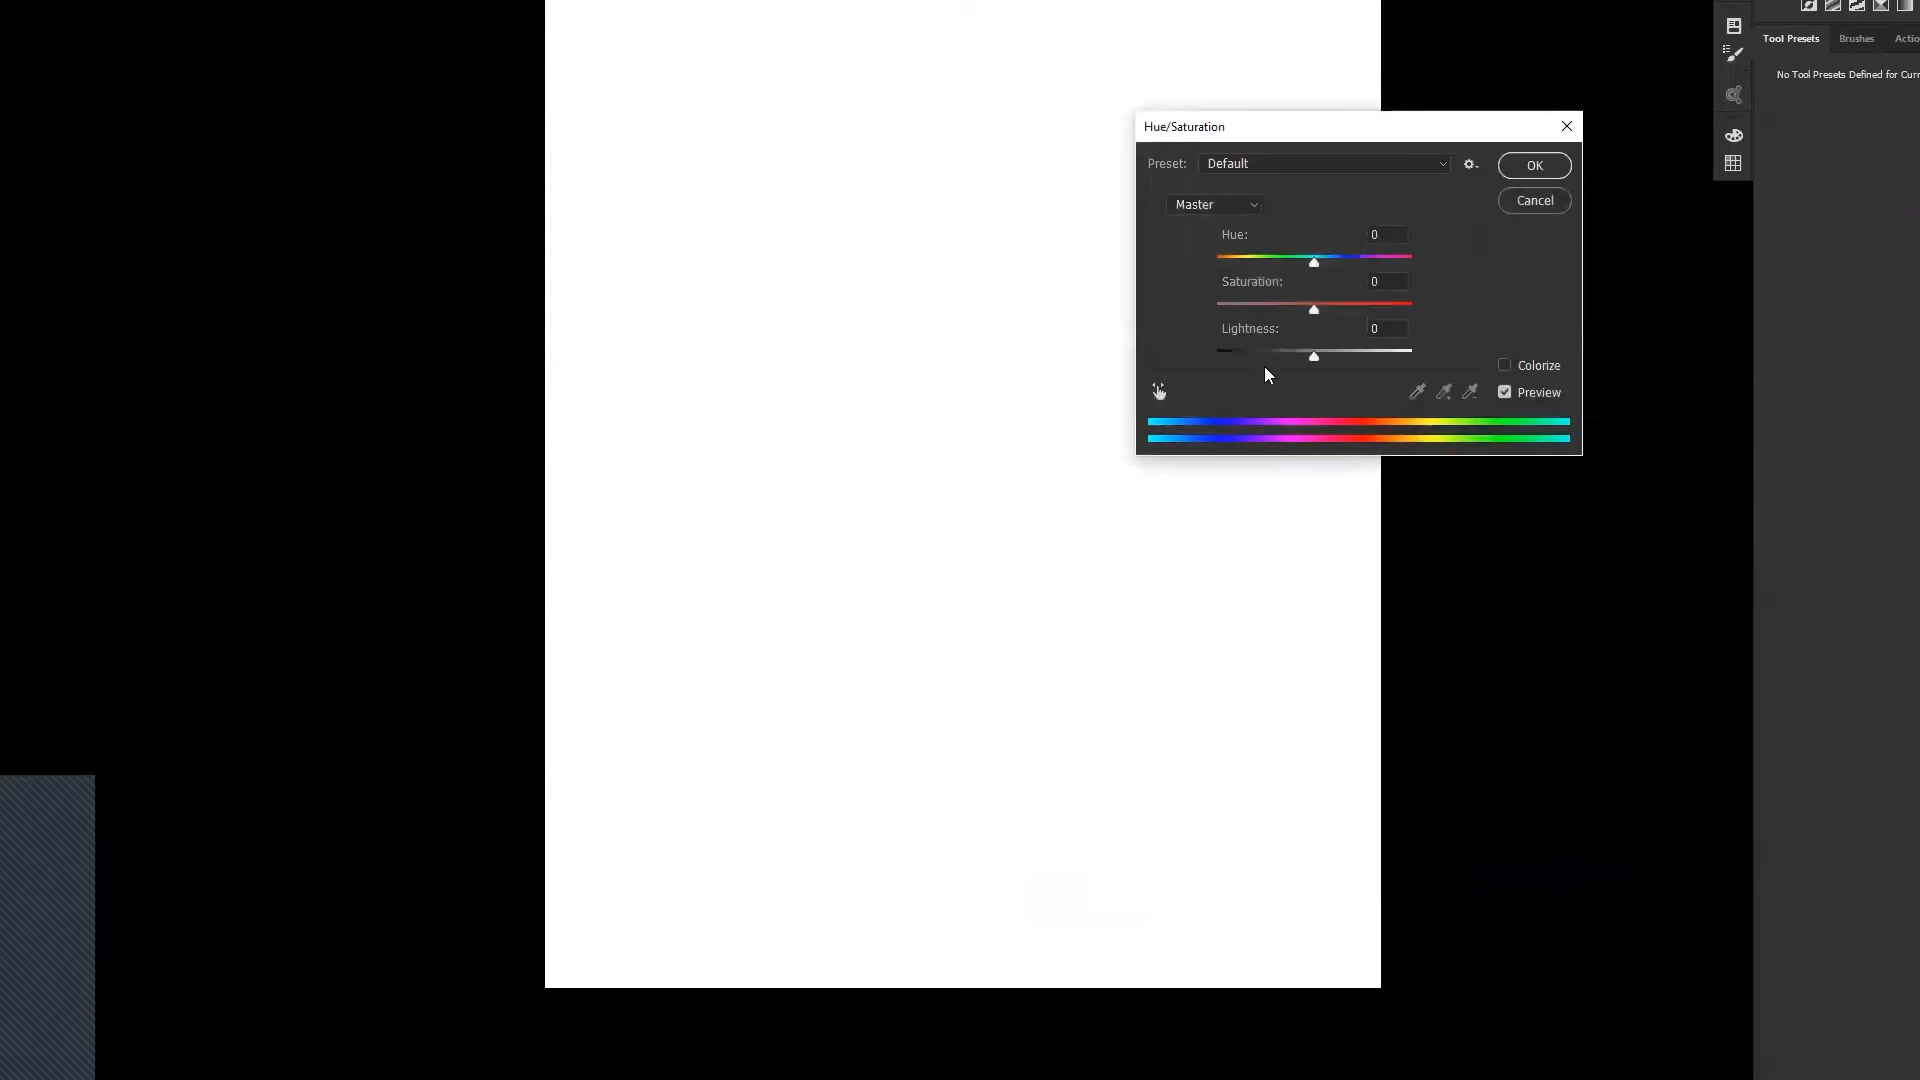 Tool Presets Brushes
No Tool Presets Defined for
Hue/Saturation
Preset: Default
OK
Cancel
Master
Hue: 0
Saturation: 0
Lightness: 0
Colorize
Preview